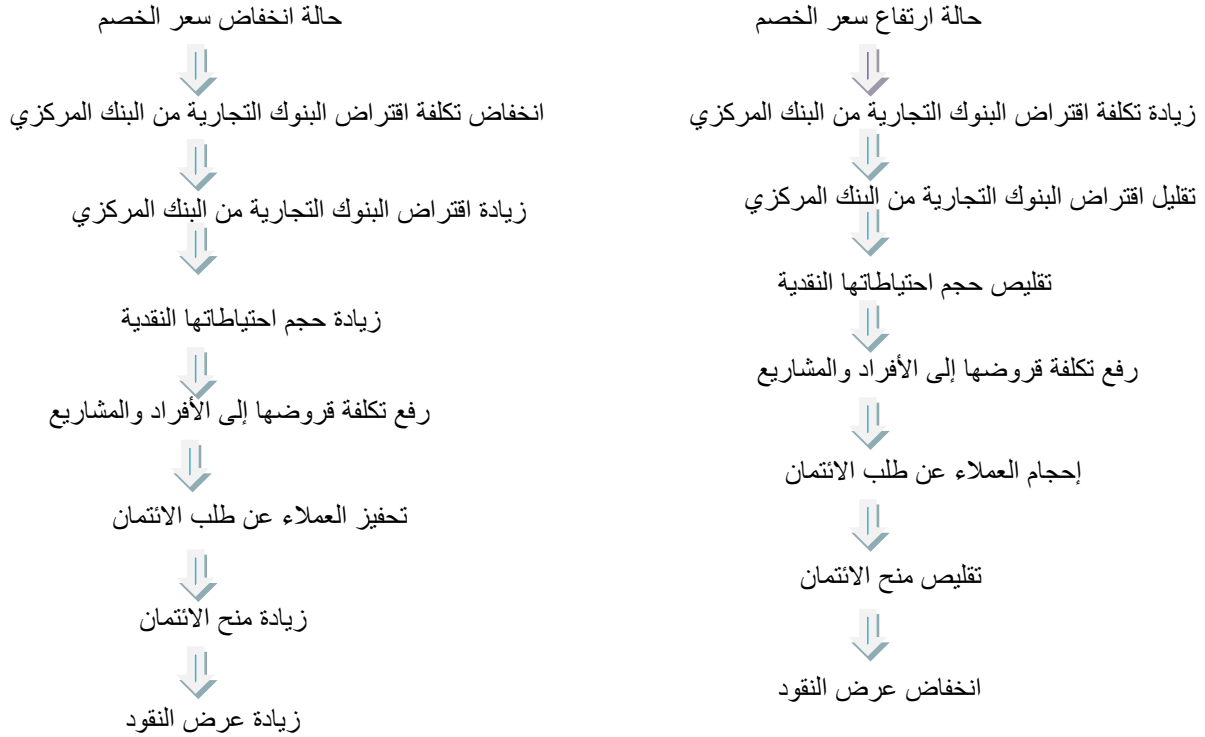 حالة ارتفاع سعر الخصم
زيادة تكلفة اقتراض البنوك التجارية من البنك المركزي
تقليل اقتراض البنوك التجارية من البنك المركزي
تقليص حجم احتياطاتها النقدية
رفع تكلفة قروضها إلى الأفراد والمشاريع
إحجام العملاء عن طلب الائتمان
تقليص منح الائتمان
انخفاض عرض النقود
حالة انخفاض سعر الخصم
انخفاض تكلفة اقتراض البنوك التجارية من البنك المركزي
زيادة اقتراض البنوك التجارية من البنك المركزي
زيادة حجم احتياطاتها النقدية
رفع تكلفة قروضها إلى الأفراد والمشاريع
تحفيز العملاء عن طلب الائتمان
زيادة منح الائتمان
زيادة عرض النقود